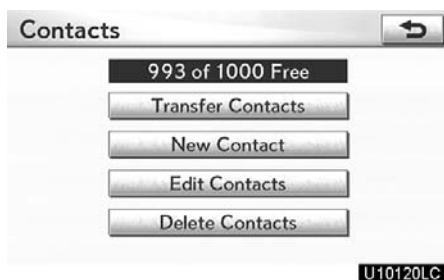 Contacts
993 of 1000 Free
Transfer Contacts
New Contact
Edit Contacts
Delete Contacts
U10120LC